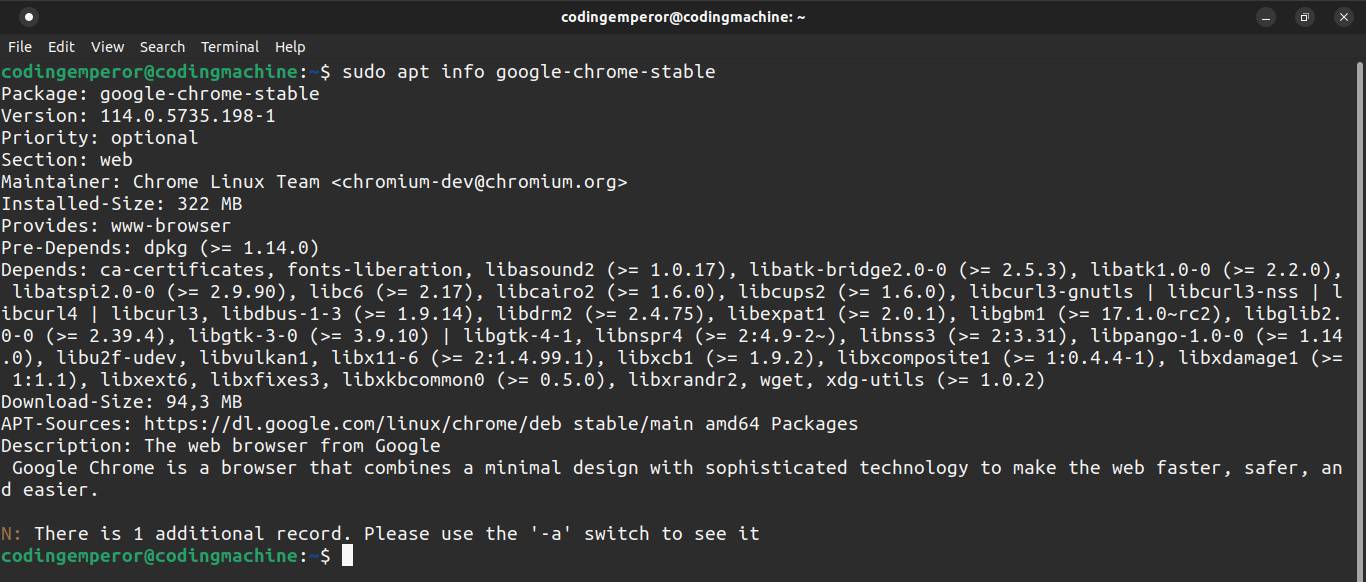 codingemperor@codingmachine: ~
File Edit View Search Terminal Help
codingemperor@codingmachine:~$ sudo apt info google-chrome-stable
Package: google-chrome-stable
Version: 114.0.5735.198-1
Priority: optional
Section: web
Maintainer: Chrome Linux Team <chromium-dev@chromium.org>
Installed-Size: 322 MB
Provides: www-browser
Pre-Depends: dpkg (>= 1.14.0)
Depends: ca-certificates, fonts-liberation, libasound2 (>= 1.0.17), libatk-bridge2.0-0 (>= 2.5.3), libatk1.0-0 (>= 2.2.0),
 libatspi2.0-0 (>= 2.9.90), libc6 (>= 2.17), libcairo2 (>= 1.6.0), libcups2 (>= 1.6.0), libcurl3-gnutls | libcurl3-nss | l
ibcurl4 | libcurl3, libdbus-1-3 (>= 1.9.14), libdrm2 (>= 2.4.75), libexpat1 (>= 2.0.1), libgbm1 (>= 17.1.0~rc2), libglib2.
0-0 (>= 2.39.4), libgtk-3-0 (>= 3.9.10) | libgtk-4-1, libnspr4 (>= 2:4.9-2~), libnss3 (>= 2:3.31), libpango-1.0-0 (>= 1.14
.0), libu2f-udev, libvulkan1, libx11-6 (>= 2:1.4.99.1), libxcb1 (>= 1.9.2), libxcomposite1 (>= 1:0.4.4-1), libxdamage1 (>=
 1:1.1), libxext6, libxfixes3, libxkbcommon0 (>= 0.5.0), libxrandr2, wget, xdg-utils (>= 1.0.2)
Download-Size: 94,3 MB
APT-Sources: https://dl.google.com/linux/chrome/deb stable/main amd64 Packages
Description: The web browser from Google
 Google Chrome is a browser that combines a minimal design with sophisticated technology to make the web faster, safer, an
d easier.
N: There is 1 additional record. Please use the '-a' switch to see it
codingemperor@codingmachine:~$